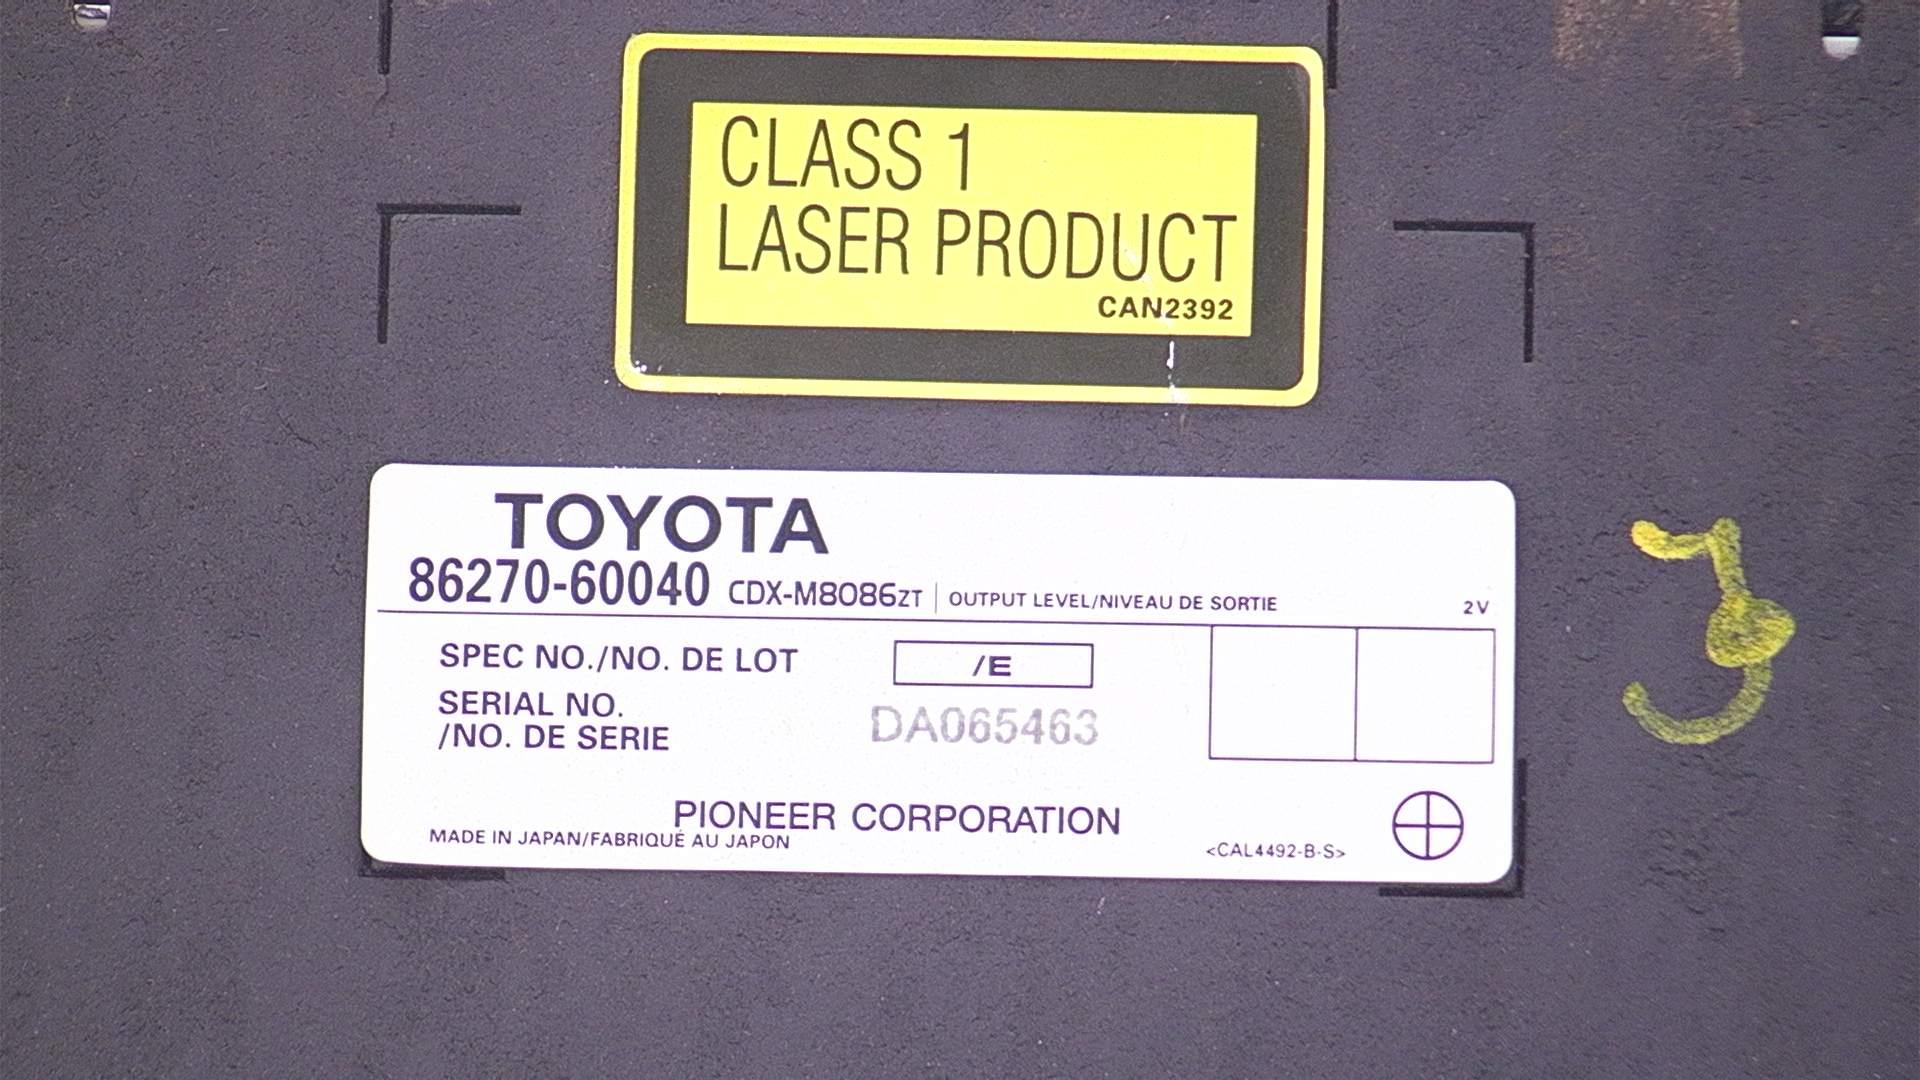 CLASS 1
LASER PRODUCT
CAN2392
TOYOTA
86270-60040 CDX-M8086ZT | OUTPUT LEVEL/NIVEAU DE SORTIE 2V
SPEC NO./NO. DE LOT /E
SERIAL NO.
/NO. DE SERIE DA065463
PIONEER CORPORATION
MADE IN JAPAN/FABRIQUÉ AU JAPON
<CAL4492-B-S>